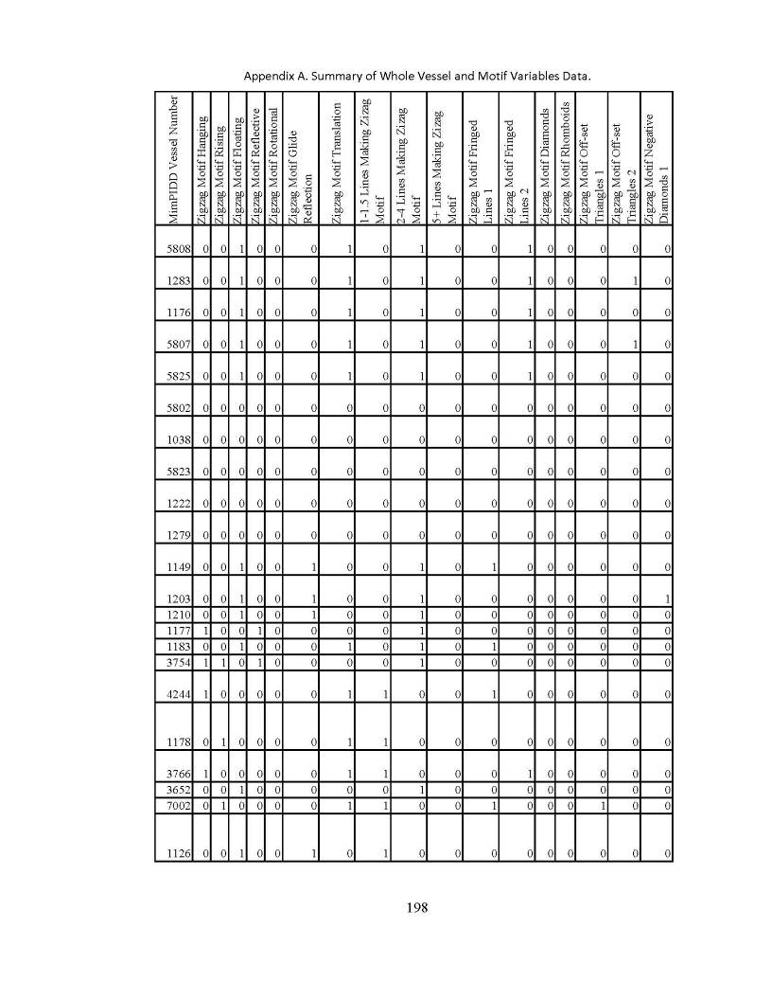 Appendix A. Summary of Whole Vessel and Motif Variables Data.
MimPIDD Vessel Number
Zigzag Motif Hanging
Zigzag Motif Rising
Zigzag Motif Floating
Zigzag Motif Reflective
Zigzag Motif Rotational
Zigzag Motif Glide
Reflection
Zigzag Motif Translation
1-1.5 Lines Making Zizag
Motif
2-4 Lines Making Zizag
Motif
5+ Lines Making Zizag
Motif
Zigzag Motif Fringed
Lines 1
Zigzag Motif Fringed
Lines 2
Zigzag Motif Diamonds
Zigzag Motif Rhomboids
Zigzag Motif Off-set
Triangles 1
Zigzag Motif Off-set
Triangles 2
Zigzag Motif Negative
Diamonds 1
5808 0 0 1 0 0 0 1 0 1 0 0 1 0 0 0 0 0
1283 0 0 1 0 0 0 1 0 1 0 0 1 0 0 0 1 0
1176 0 0 1 0 0 0 1 0 1 0 0 1 0 0 0 0 0
5807 0 0 1 0 0 0 1 0 1 0 0 1 0 0 0 1 0
5825 0 0 1 0 0 0 1 0 1 0 0 1 0 0 0 0 0
5802 0 0 0 0 0 0 0 0 0 0 0 0 0 0 0 0 0
1038 0 0 0 0 0 0 0 0 0 0 0 0 0 0 0 0 0
5823 0 0 0 0 0 0 0 0 0 0 0 0 0 0 0 0 0
1222 0 0 0 0 0 0 0 0 0 0 0 0 0 0 0 0 0
1279 0 0 0 0 0 0 0 0 0 0 0 0 0 0 0 0 0
1149 0 0 1 0 0 1 0 0 1 0 1 0 0 0 0 0 0
1203 0 0 1 0 0 1 0 0 1 0 0 0 0 0 0 0 1
1210 0 0 1 0 0 1 0 0 1 0 0 0 0 0 0 0 0
1177 1 0 0 1 0 0 0 0 1 0 0 0 0 0 0 0 0
1183 0 0 1 0 0 0 1 0 1 0 1 0 0 0 0 0 0
3754 1 1 0 1 0 0 0 0 1 0 0 0 0 0 0 0 0
4244 1 0 0 0 0 0 1 1 0 0 1 0 0 0 0 0 0
1178 0 1 0 0 0 0 1 1 0 0 0 0 0 0 0 0 0
3766 1 0 0 0 0 0 1 1 0 0 0 1 0 0 0 0 0
3652 0 0 1 0 0 0 0 0 1 0 0 0 0 0 0 0 0
7002 0 1 0 0 0 0 1 1 0 0 1 0 0 0 1 0 0
1126 0 0 1 0 0 1 0 1 0 0 0 0 0 0 0 0 0
198